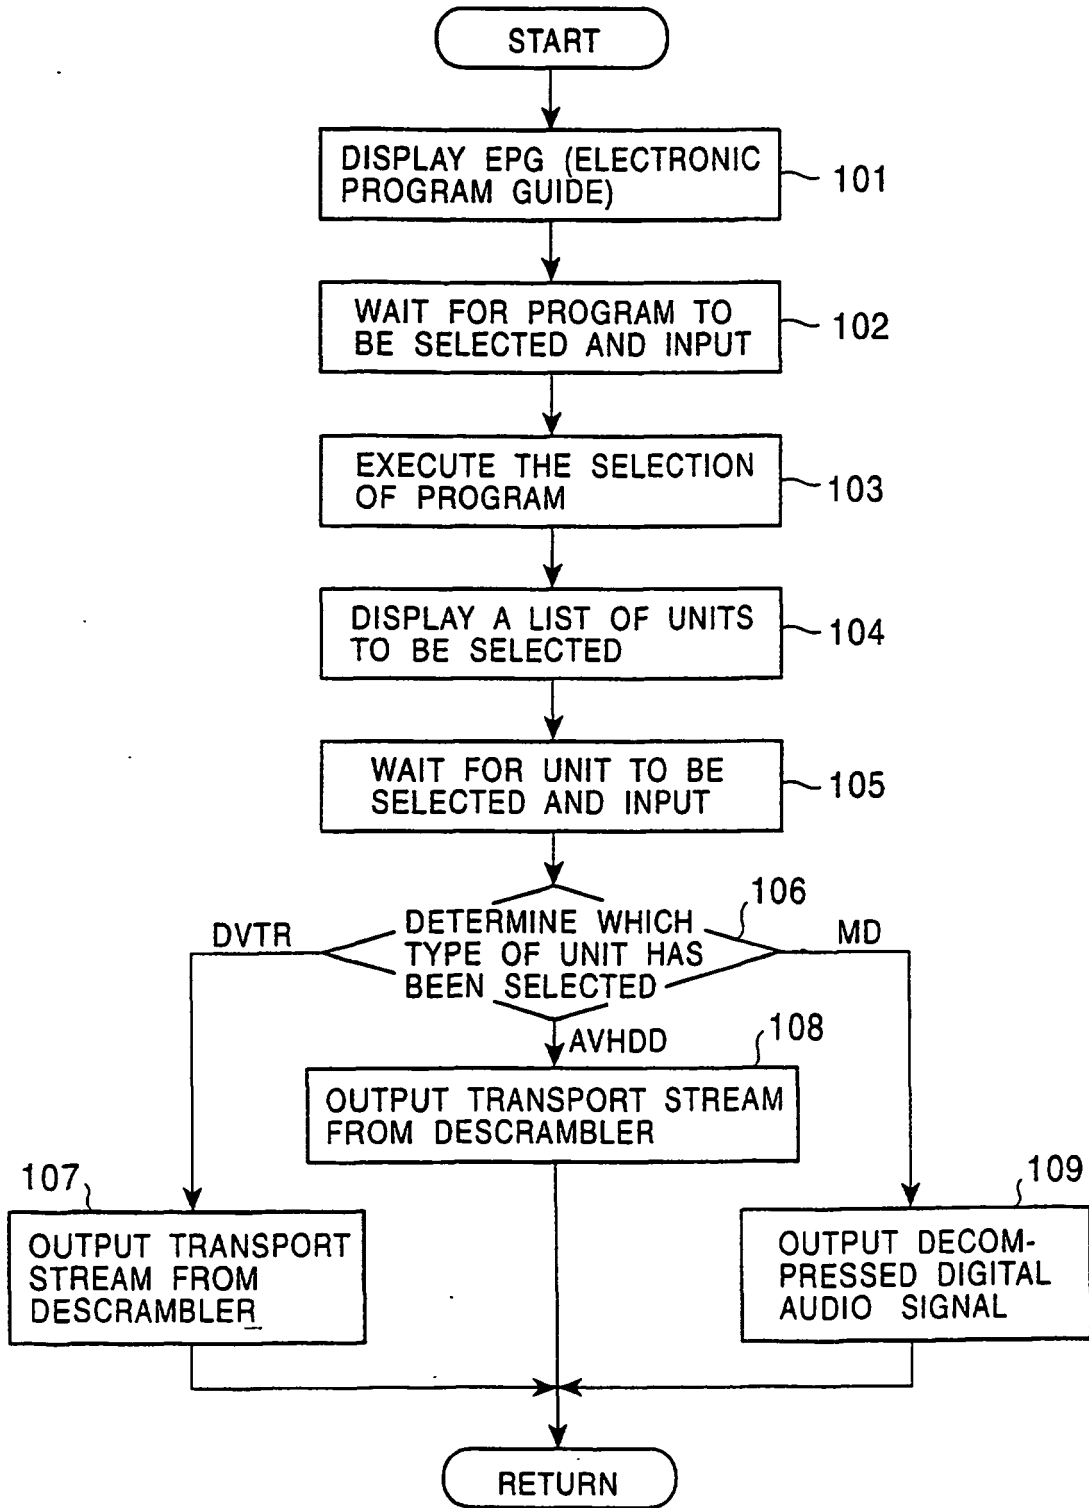 START
DISPLAY EPG (ELECTRONIC
PROGRAM GUIDE)
101
WAIT FOR PROGRAM TO
BE SELECTED AND INPUT
102
EXECUTE THE SELECTION
OF PROGRAM
103
DISPLAY A LIST OF UNITS
TO BE SELECTED
104
WAIT FOR UNIT TO BE
SELECTED AND INPUT
105
106
DETERMINE WHICH
TYPE OF UNIT HAS
BEEN SELECTED
DVTR
MD
AVHDD
108
OUTPUT TRANSPORT STREAM
FROM DESCRAMBLER
107
OUTPUT TRANSPORT
STREAM FROM
DESCRAMBLER
109
OUTPUT DECOM-
PRESSED DIGITAL
AUDIO SIGNAL
RETURN